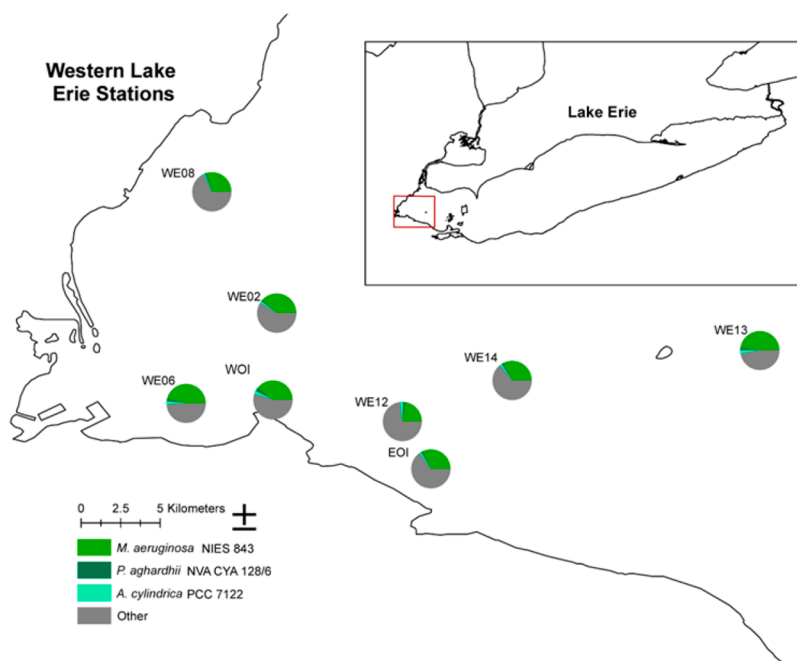 Western Lake
Erie Stations
Lake Erie
WE08
WE02
WE13
WE14
WE06
WOI
WE12
EOI
0 2.5 5 Kilometers
M. aeruginosa NIES 843
P. aghardhii NVA CYA 128/6
A. cylindrica PCC 7122
Other